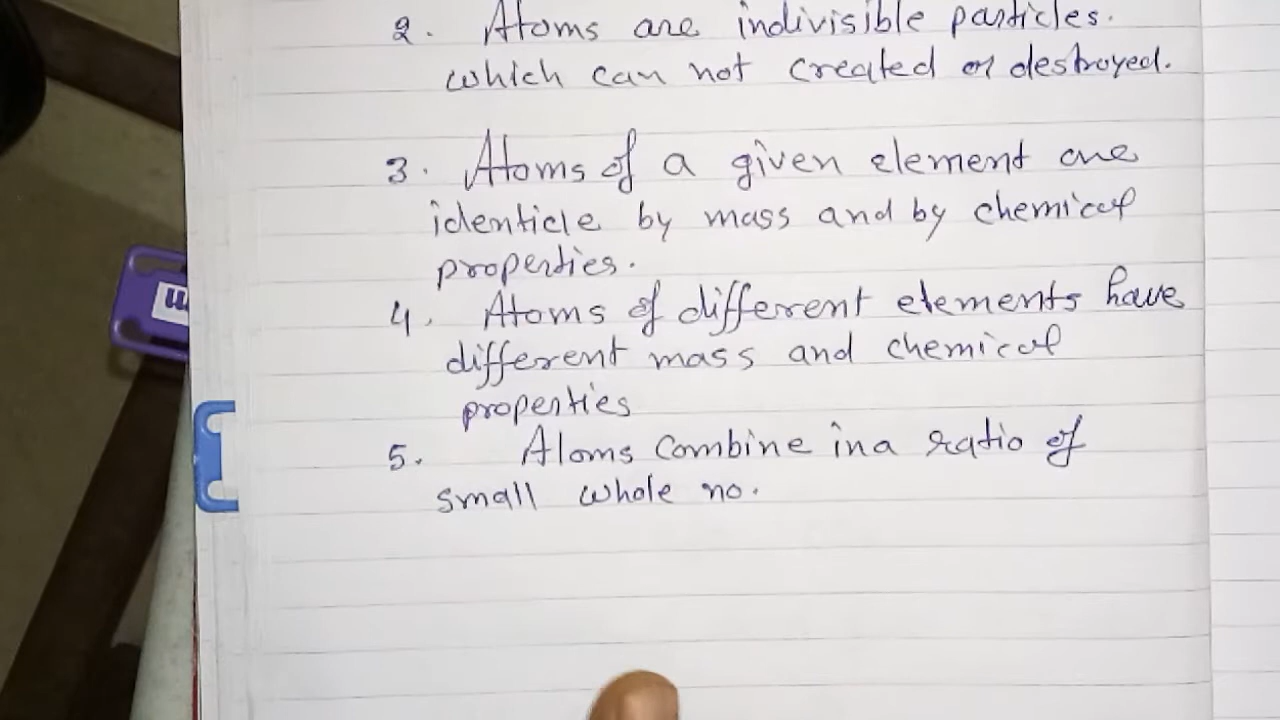 2. Atoms are indivisible particles.
which can not created or destroyed.
3. Atoms of a given element are
identicle by mass and by chemical
properties.
4. Atoms of different elements have
different mass and chemical
properties
5. Atoms combine in a ratio of
small whole no.